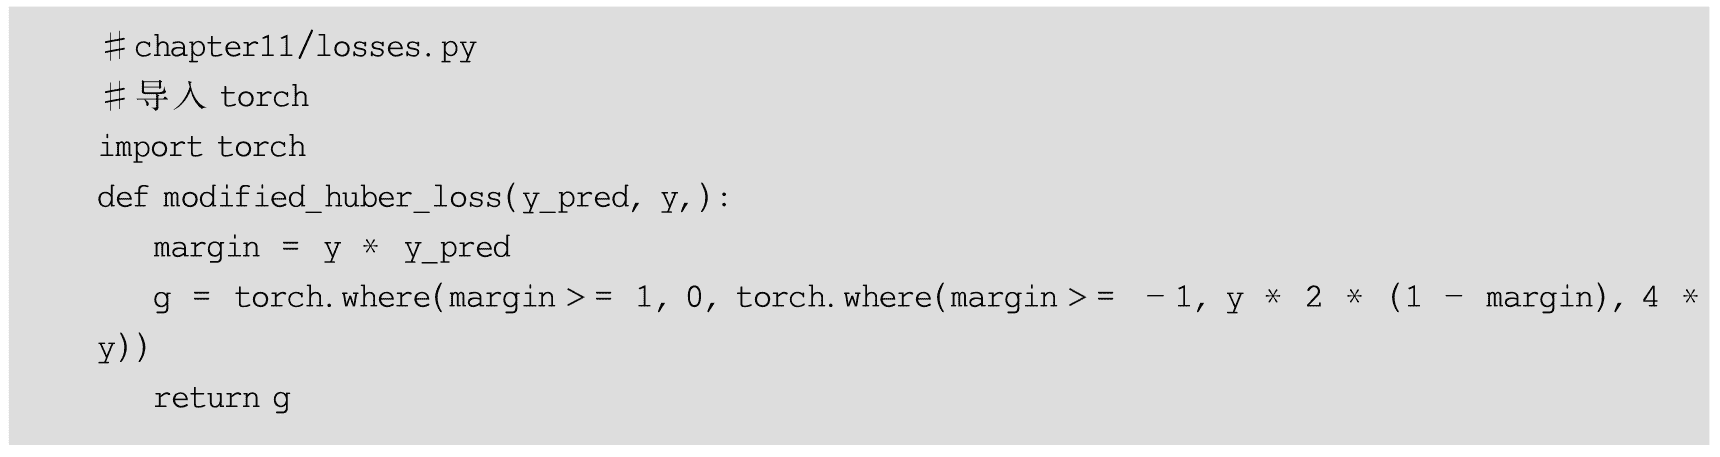 #chapter11/losses.py
#导入 torch
import torch
def modified_huber_loss(y_pred, y,):
margin = y * y_pred
g = torch.where(margin >= 1, 0, torch.where(margin >= -1, y * 2 * (1 - margin), 4 *
y))
return g